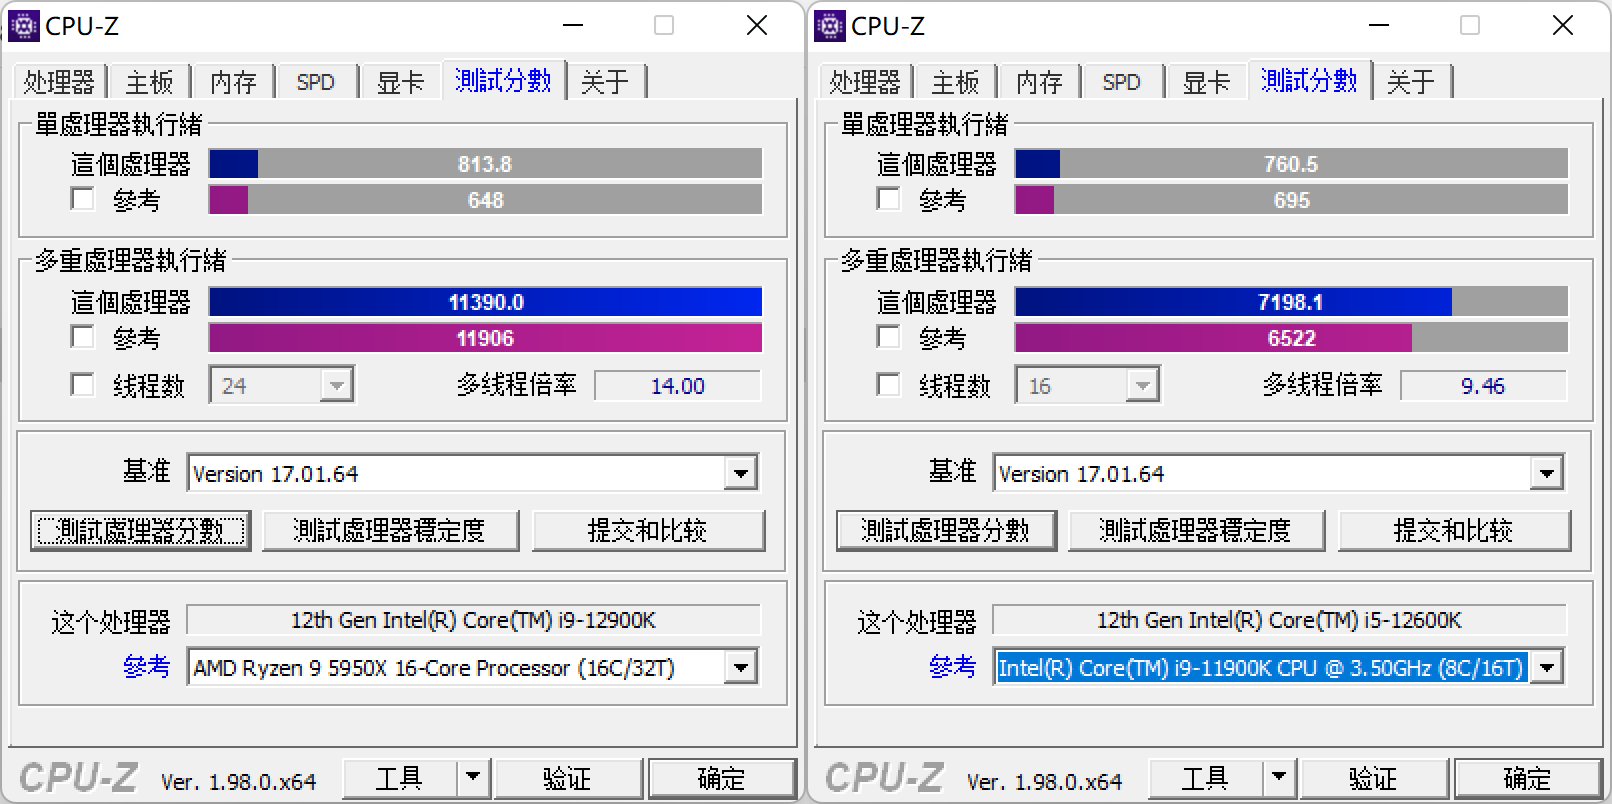 CPU-Z
处理器 主板 内存 SPD 显卡 測試分數 关于
單處理器執行緒
這個處理器 813.8
參考 648
多重處理器執行緒
這個處理器 11390.0
參考 11906
线程数 24 多线程倍率 14.00
基准 Version 17.01.64
測試處理器分數 測試處理器穩定度 提交和比较
这个处理器 12th Gen Intel(R) Core(TM) i9-12900K
參考 AMD Ryzen 9 5950X 16-Core Processor (16C/32T)
CPU-Z Ver. 1.98.0.x64 工具 验证 确定
CPU-Z
处理器 主板 内存 SPD 显卡 測試分數 关于
單處理器執行緒
這個處理器 760.5
參考 695
多重處理器執行緒
這個處理器 7198.1
參考 6522
线程数 16 多线程倍率 9.46
基准 Version 17.01.64
測試處理器分數 測試處理器穩定度 提交和比较
这个处理器 12th Gen Intel(R) Core(TM) i5-12600K
參考 Intel(R) Core(TM) i9-11900K CPU @ 3.50GHz (8C/16T)
CPU-Z Ver. 1.98.0.x64 工具 验证 确定